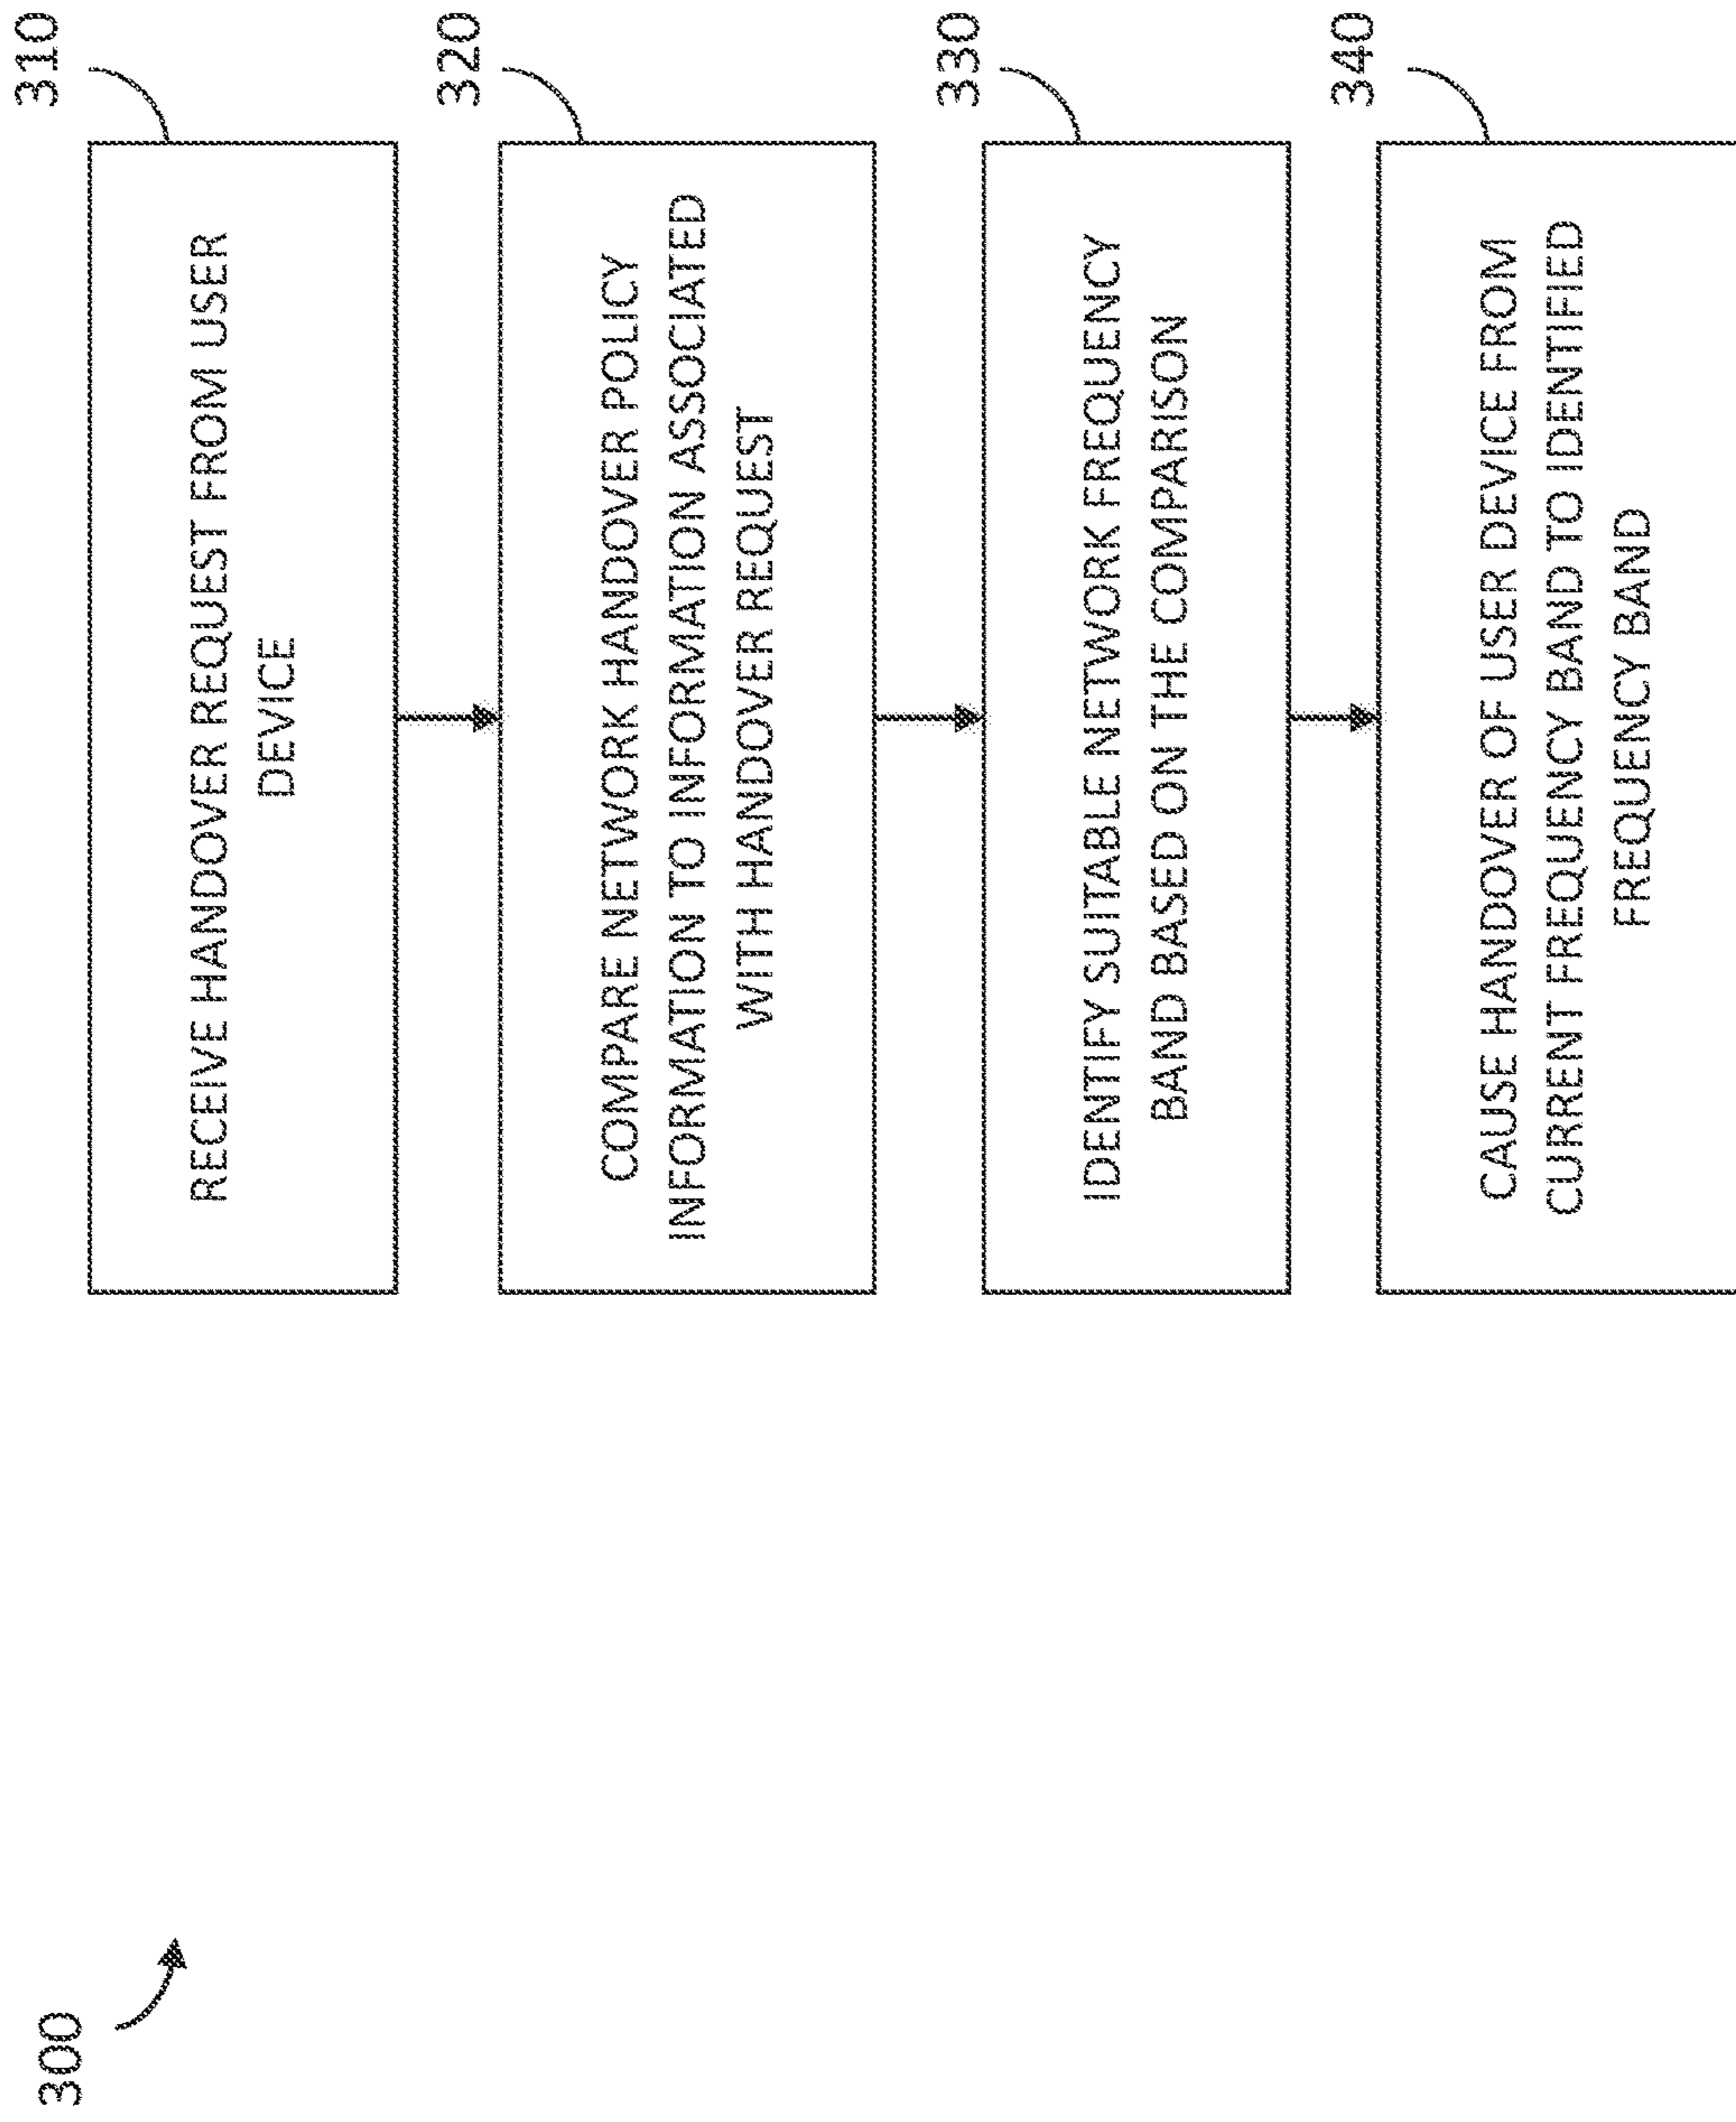 300
310
RECEIVE HANDOVER REQUEST FROM USER
DEVICE
320
COMPARE NETWORK HANDOVER POLICY
INFORMATION TO INFORMATION ASSOCIATED
WITH HANDOVER REQUEST
330
IDENTIFY SUITABLE NETWORK FREQUENCY
BAND BASED ON THE COMPARISON
340
CAUSE HANDOVER OF USER DEVICE FROM
CURRENT FREQUENCY BAND TO IDENTIFIED
FREQUENCY BAND